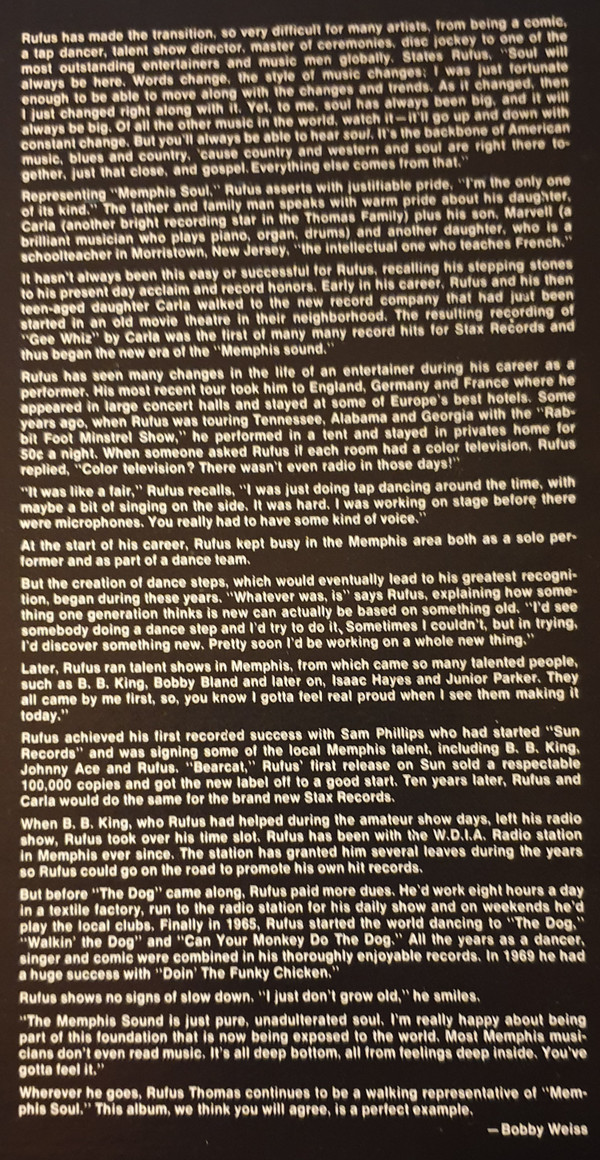 Rufus has made the transition, so very difficult for many artists, from being a comic,
a tap dancer, talent show director, master of ceremonies, disc jockey to one of the
most outstanding entertainers and music men globally. States Rufus, "Soul will
always be here. Words change, the style of music changes; I was just fortunate
enough to be able to move along with the changes and trends. As it changed, then
I just changed right along with it. Yet, to me, soul has always been big, and it will
always be big. Of all the other music in the world, watch it—it'll go up and down with
constant change. But you'll always be able to hear soul. It's the backbone of American
music, blues and country, 'cause country and western and soul are right there to-
gether, just that close, and gospel. Everything else comes from that."
Representing "Memphis Soul," Rufus asserts with justifiable pride, "I'm the only one
of its kind." The father and family man speaks with warm pride about his daughter,
Carla (another bright recording star in the Thomas Family) plus his son, Marvell (a
brilliant musician who plays piano, organ, drums) and another daughter, who is a
schoolteacher in Morristown, New Jersey, "the intellectual one who teaches French."
It hasn't always been this easy or successful for Rufus, recalling his stepping stones
to his present day acclaim and record honors. Early in his career, Rufus and his then
teen-aged daughter Carla walked to the new record company that had just been
started in an old movie theatre in their neighborhood. The resulting recording of
"Gee Whiz" by Carla was the first of many many record hits for Stax Records and
thus began the new era of the "Memphis sound."
Rufus has seen many changes in the life of an entertainer during his career as a
performer. His most recent tour took him to England, Germany and France where he
appeared in large concert halls and stayed at some of Europe's best hotels. Some
years ago, when Rufus was touring Tennessee, Alabama and Georgia with the "Rab-
bit Foot Minstrel Show," he performed in a tent and stayed in privates home for
50c a night. When someone asked Rufus if each room had a color television, Rufus
replied, "Color television? There wasn't even radio in those days!"
"It was like a fair," Rufus recalls, "I was just doing tap dancing around the time, with
maybe a bit of singing on the side. It was hard. I was working on stage before there
were microphones. You really had to have some kind of voice."
At the start of his career, Rufus kept busy in the Memphis area both as a solo per-
former and as part of a dance team.
But the creation of dance steps, which would eventually lead to his greatest recogni-
tion, began during these years. "Whatever was, is" says Rufus, explaining how some-
thing one generation thinks is new can actually be based on something old. "I'd see
somebody doing a dance step and I'd try to do it, Sometimes I couldn't, but in trying,
I'd discover something new. Pretty soon I'd be working on a whole new thing."
Later, Rufus ran talent shows in Memphis, from which came so many talented people,
such as B. B. King, Bobby Bland and later on, Isaac Hayes and Junior Parker. They
all came by me first, so, you know I gotta feel real proud when I see them making it
today."
Rufus achieved his first recorded success with Sam Phillips who had started "Sun
Records" and was signing some of the local Memphis talent, including B. B. King,
Johnny Ace and Rufus. "Bearcat," Rufus' first release on Sun sold a respectable
100,000 copies and got the new label off to a good start. Ten years later, Rufus and
Carla would do the same for the brand new Stax Records.
When B. B. King, who Rufus had helped during the amateur show days, left his radio
show, Rufus took over his time slot. Rufus has been with the W.D.I.A. Radio station
in Memphis ever since. The station has granted him several leaves during the years
so Rufus could go on the road to promote his own hit records.
But before "The Dog" came along, Rufus paid more dues. He'd work eight hours a day
in a textile factory, run to the radio station for his daily show and on weekends he'd
play the local clubs. Finally in 1965, Rufus started the world dancing to "The Dog,"
"Walkin' the Dog" and "Can Your Monkey Do The Dog." All the years as a dancer,
singer and comic were combined in his thoroughly enjoyable records. In 1969 he had
a huge success with "Doin' The Funky Chicken."
Rufus shows no signs of slow down. "I just don't grow old," he smiles.
"The Memphis Sound is just pure, unadulterated soul. I'm really happy about being
part of this foundation that is now being exposed to the world. Most Memphis musi-
cians don't even read music. It's all deep bottom, all from feelings deep inside. You've
gotta feel it."
Wherever he goes, Rufus Thomas continues to be a walking representative of "Mem-
phis Soul." This album, we think you will agree, is a perfect example.
—Bobby Weiss